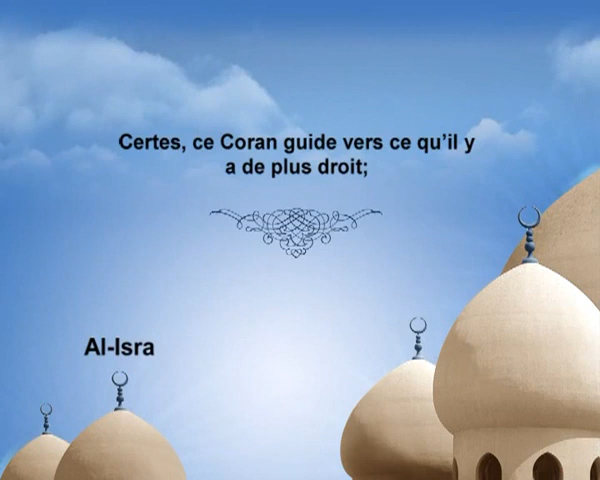 Certes, ce Coran guide vers ce qu'il y
a de plus droit;
Al-Isra